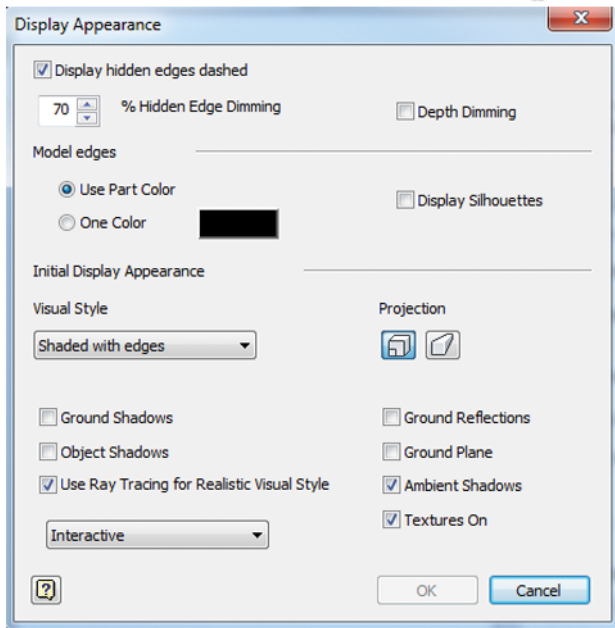 Display Appearance
Display hidden edges dashed
70 % Hidden Edge Dimming
Depth Dimming
Model edges
Use Part Color
Display Silhouettes
One Color
Initial Display Appearance
Visual Style
Projection
Shaded with edges
Ground Shadows
Ground Reflections
Object Shadows
Ground Plane
Use Ray Tracing for Realistic Visual Style
Ambient Shadows
Textures On
Interactive
?
OK
Cancel